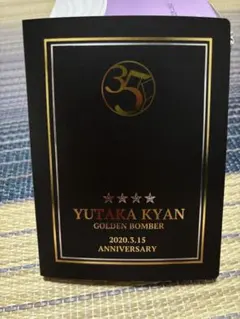 35
★★★★
YUTAKA KYAN
GOLDEN BOMBER
2020.3.15
ANNIVERSARY